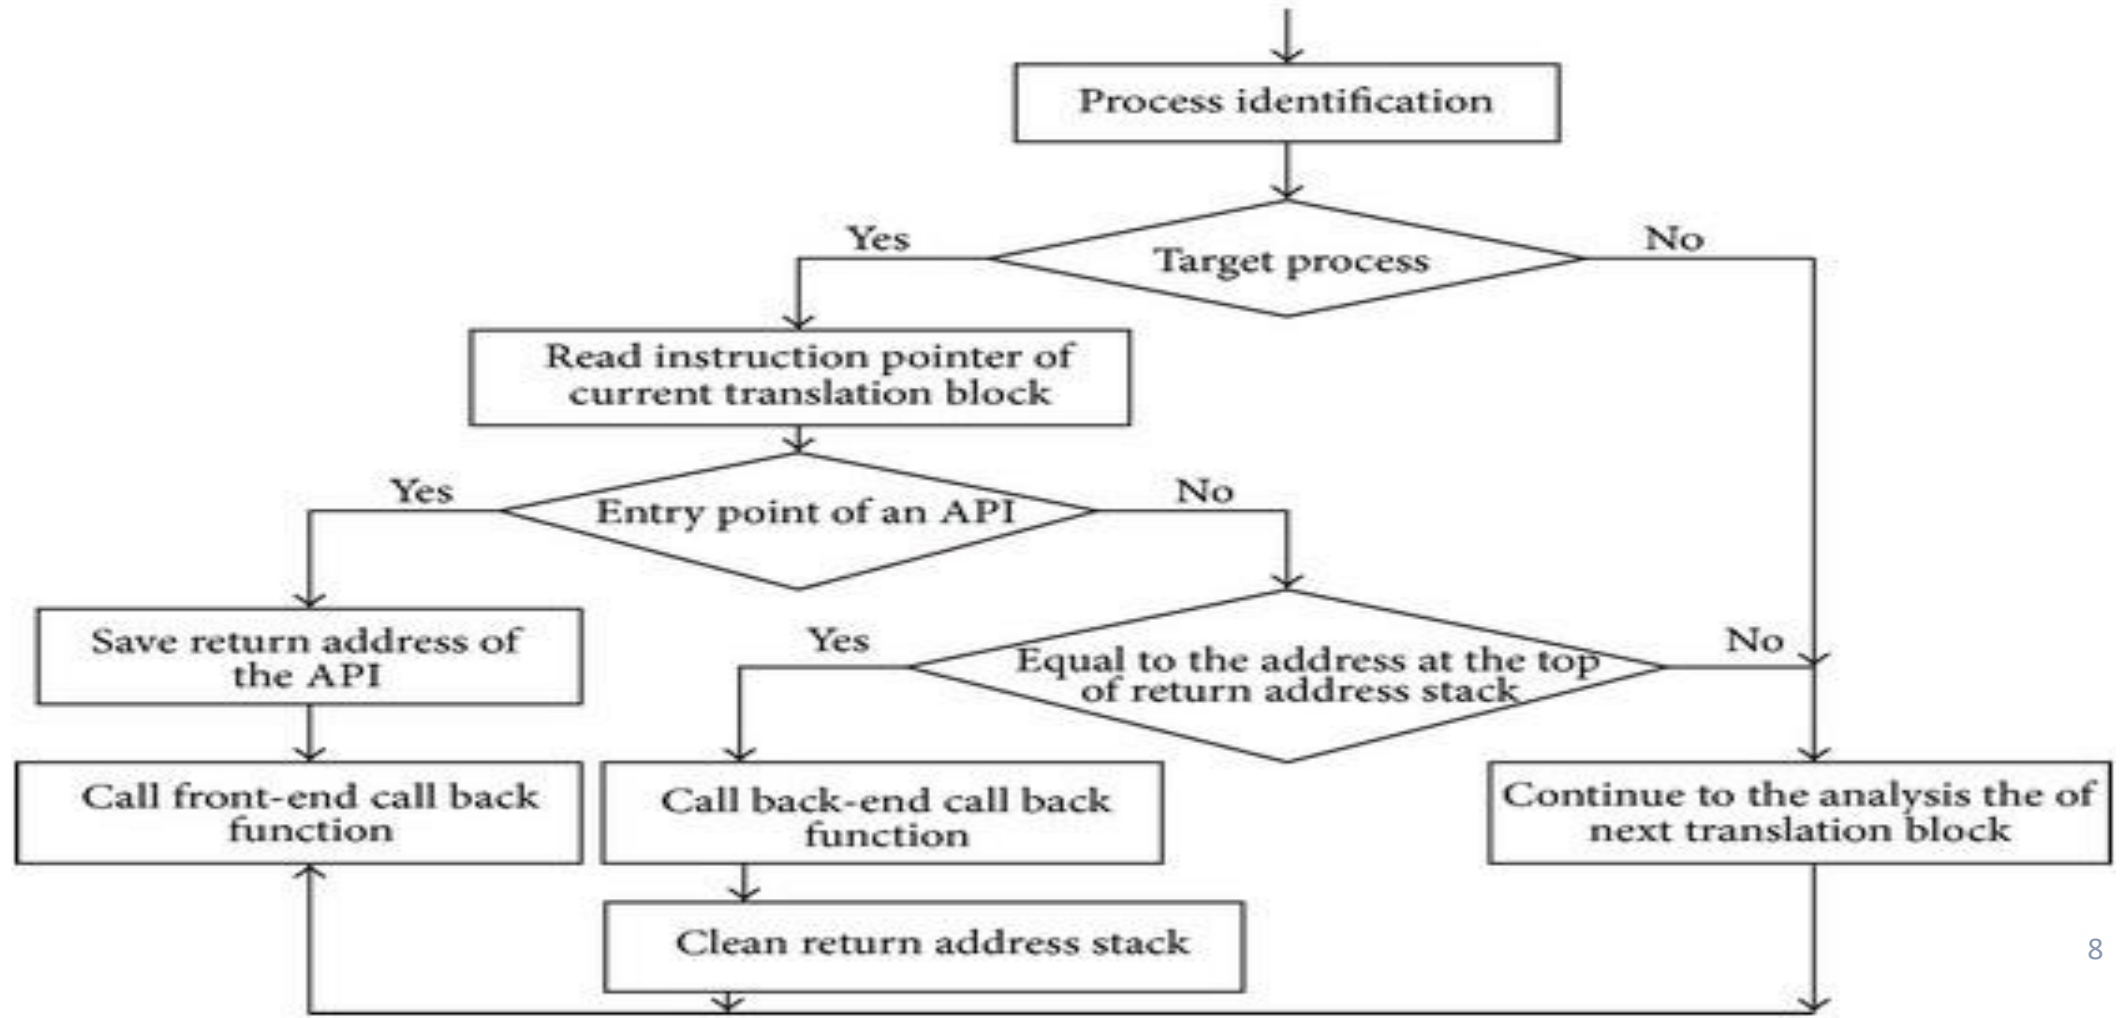 Process identification
Yes
Target process
No
Read instruction pointer of
current translation block
Yes
Entry point of an API
No
Save return address of
the API
Yes
Equal to the address at the top
of return address stack
No
Call front-end call back
function
Call back-end call back
function
Continue to the analysis the of
next translation block
Clean return address stack
8